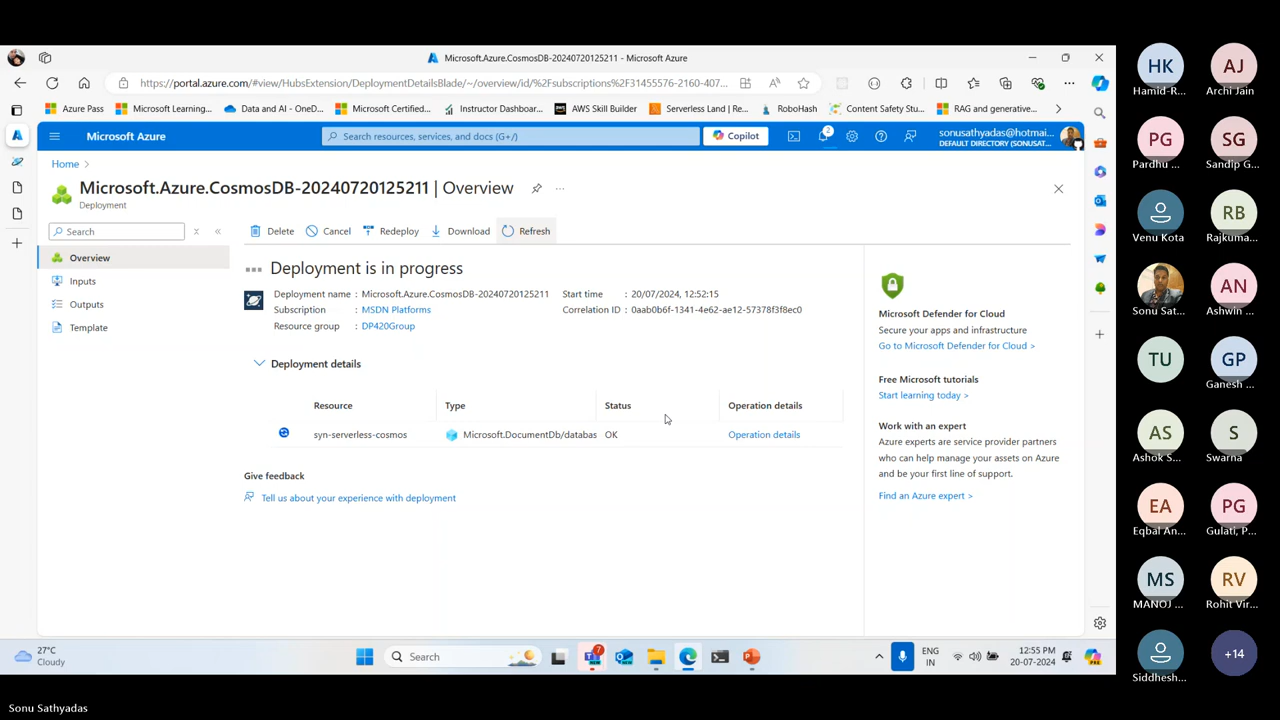 Microsoft.Azure.CosmosDB-20240720125211 - Microsoft Azure
https://portal.azure.com/#view/HubsExtension/DeploymentDetailsBlade/~/overview/id/%2Fsubscriptions%2F31455576-2160-407...
Azure Pass
Microsoft Learning...
Data and AI - OneD...
Microsoft Certified...
Instructor Dashboar...
AWS Skill Builder
Serverless Land | Re...
RoboHash
Content Safety Stu...
RAG and generative...
Microsoft Azure
Search resources, services, and docs (G+/)
Copilot
2
sonusathyadas@hotmai...
DEFAULT DIRECTORY (SONUSAT...
Home >
Microsoft.Azure.CosmosDB-20240720125211 | Overview
Deployment
Search
Delete
Cancel
Redeploy
Download
Refresh
Overview
Inputs
Outputs
Template
Deployment is in progress
Deployment name : Microsoft.Azure.CosmosDB-20240720125211
Subscription : MSDN Platforms
Resource group : DP420Group
Start time : 20/07/2024, 12:52:15
Correlation ID : 0aab0b6f-1341-4e62-ae12-57378f3f8ec0
Deployment details
Resource Type Status Operation details
syn-serverless-cosmos Microsoft.DocumentDb/databas OK Operation details
Give feedback
Tell us about your experience with deployment
Microsoft Defender for Cloud
Secure your apps and infrastructure
Go to Microsoft Defender for Cloud >
Free Microsoft tutorials
Start learning today >
Work with an expert
Azure experts are service provider partners
who can help manage your assets on Azure
and be your first line of support.
Find an Azure expert >
27°C
Cloudy
Search
7
ENG
IN
12:55 PM
20-07-2024
HK
Hamid-R...
AJ
Archi Jain
PG
Pardhu ...
SG
Sandip G...
Venu Kota
RB
Rajkuma...
Sonu Sat...
AN
Ashwin ...
TU
GP
Ganesh ...
AS
Ashok S...
S
Swarna
EA
Eqbal An...
PG
Gulati, P...
MS
MANOJ ...
RV
Rohit Vir...
Siddhesh...
+14
Sonu Sathyadas